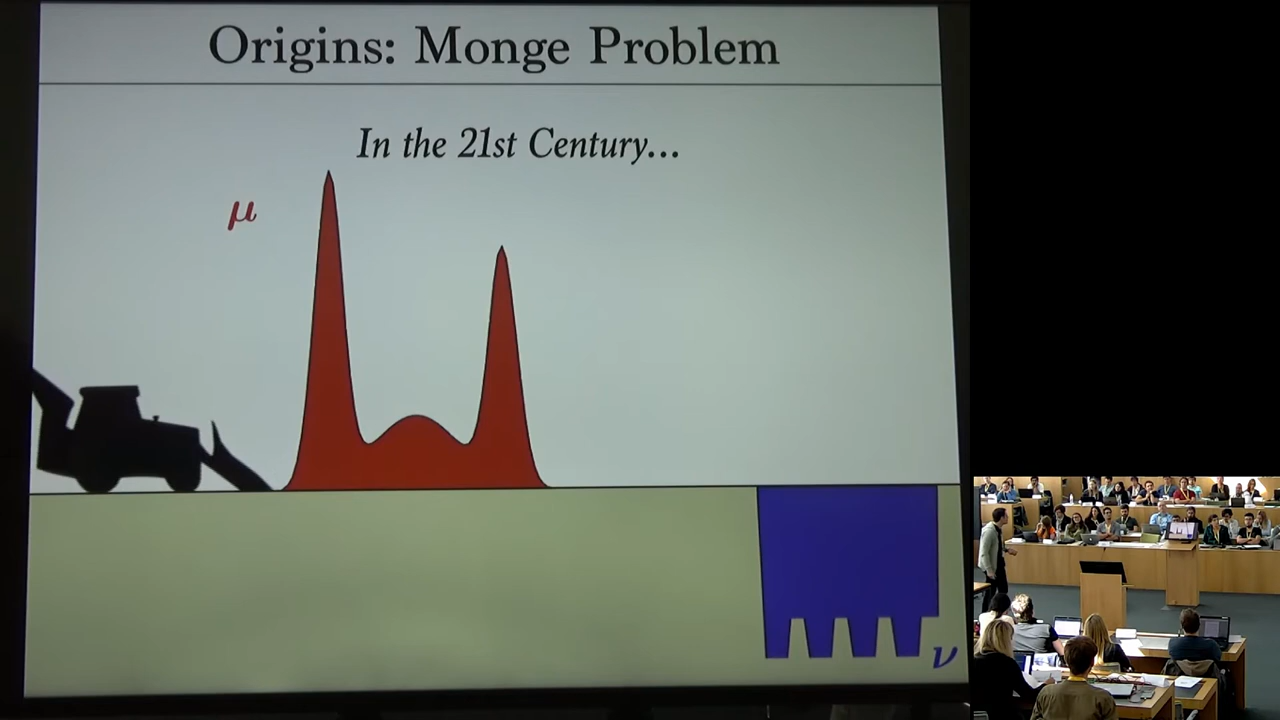 Origins: Monge Problem
In the 21st Century...
μ
ν